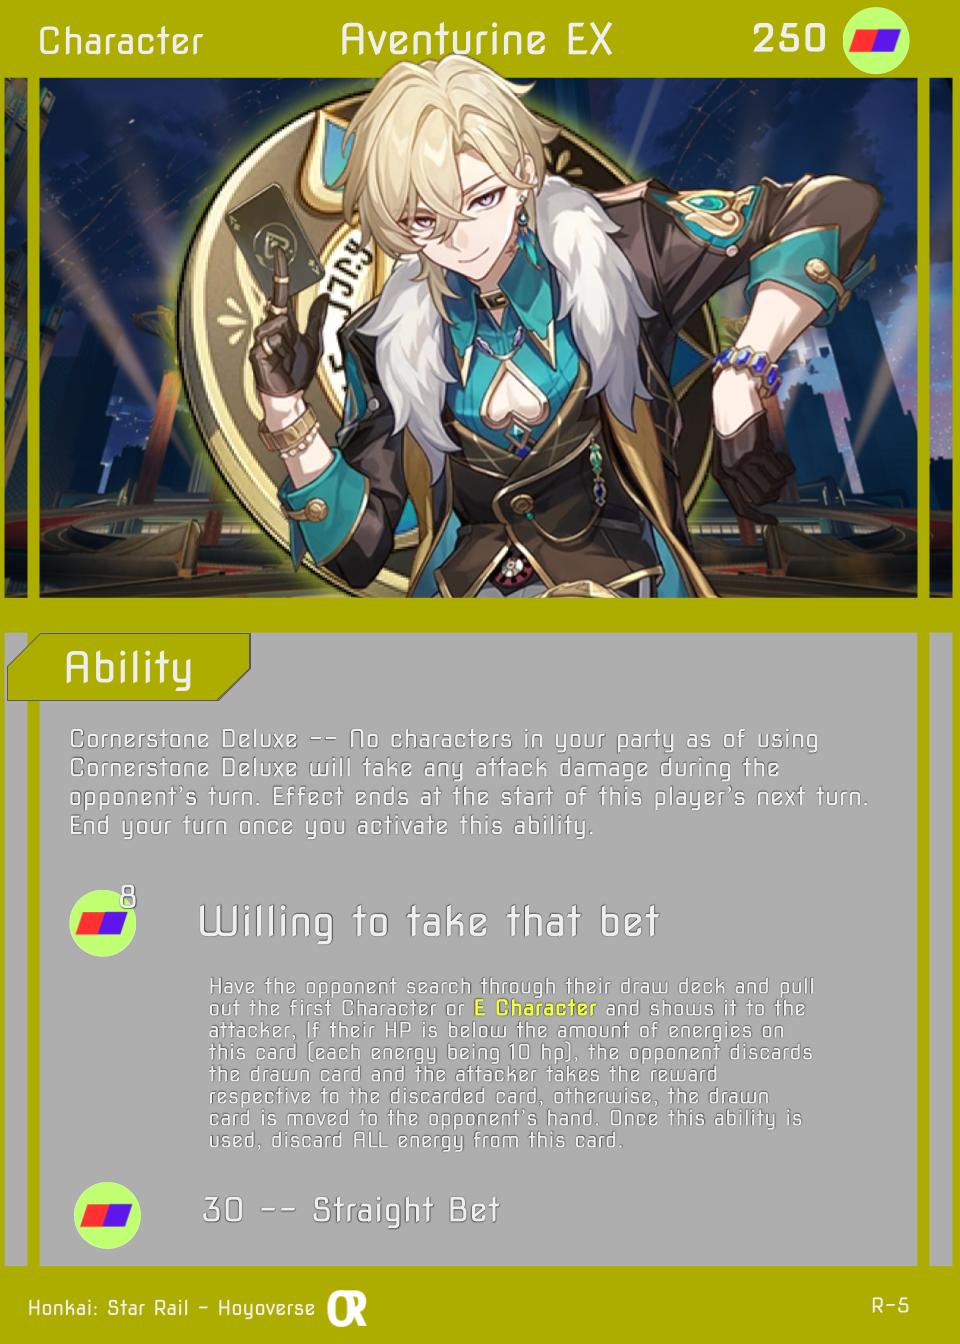 Character
Aventurine EX
250
Ability
Cornerstone Deluxe -- No characters in your party as of using
Cornerstone Deluxe will take any attack damage during the
opponent's turn. Effect ends at the start of this player's next turn.
End your turn once you activate this ability.
8
Willing to take that bet
Have the opponent search through their draw deck and pull
out the first Character or E Character and shows it to the
attacker, If their HP is below the amount of energies on
this card (each energy being 10 hp), the opponent discards
the drawn card and the attacker takes the reward
respective to the discarded card, otherwise, the drawn
card is moved to the opponent's hand. Once this ability is
used, discard ALL energy from this card.
30 -- Straight Bet
Honkai: Star Rail - Hoyoverse OR
R-5